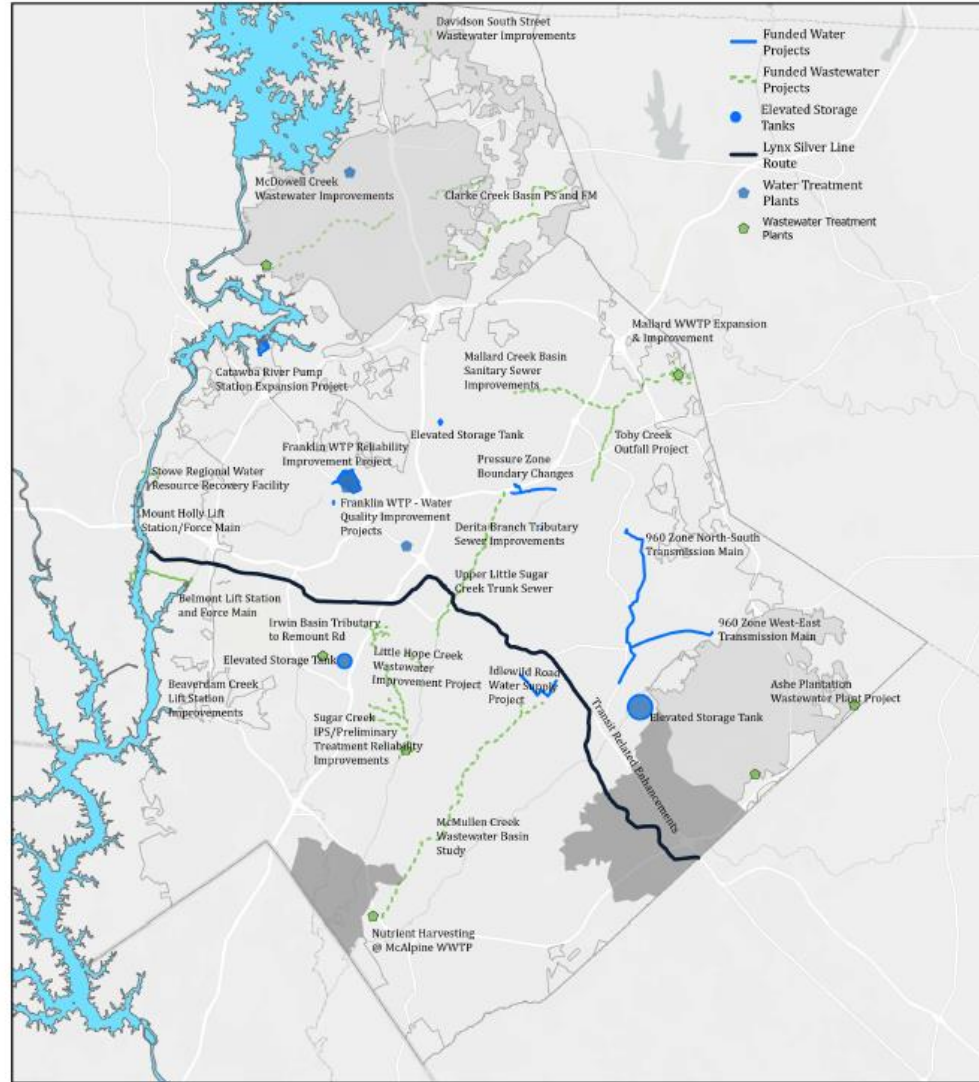 Davidson South Street
Wastewater Improvements
Funded Water
Projects
Funded Wastewater
Projects
Elevated Storage
Tanks
Lynx Silver Line
Route
Water Treatment
Plants
Wastewater Treatment
Plants
McDowell Creek
Wastewater Improvements
Clarke Creek Basin PS and FM
Mallard WWTP Expansion
& Improvement
Mallard Creek Basin
Sanitary Sewer
Improvements
Catawba River Pump
Station Expansion Project
Elevated Storage Tank
Toby Creek
Outfall Project
Franklin WTP Reliability
Improvement Project
Pressure Zone
Boundary Changes
Stowe Regional Water
Resource Recovery Facility
Franklin WTP - Water
Quality Improvement
Projects
Mount Holly Lift
Station/Force Main
Derita Branch Tributary
Sewer Improvements
960 Zone North-South
Transmission Main
Upper Little Sugar
Creek Trunk Sewer
Belmont Lift Station
and Force Main
Irwin Basin Tributary
to Remount Rd
960 Zone West-East
Transmission Main
Elevated Storage Tank
Little Hope Creek
Wastewater
Improvement Project
Idlewild Road
Water Supply
Project
Beaverdam Creek
Lift Station
Improvements
Ashe Plantation
Wastewater Plant Project
Sugar Creek
IPS/Preliminary
Treatment Reliability
Improvements
Transit Related Enhancements
Elevated Storage Tank
McMullen Creek
Wastewater Basin
Study
Nutrient Harvesting
@ McAlpine WWTP